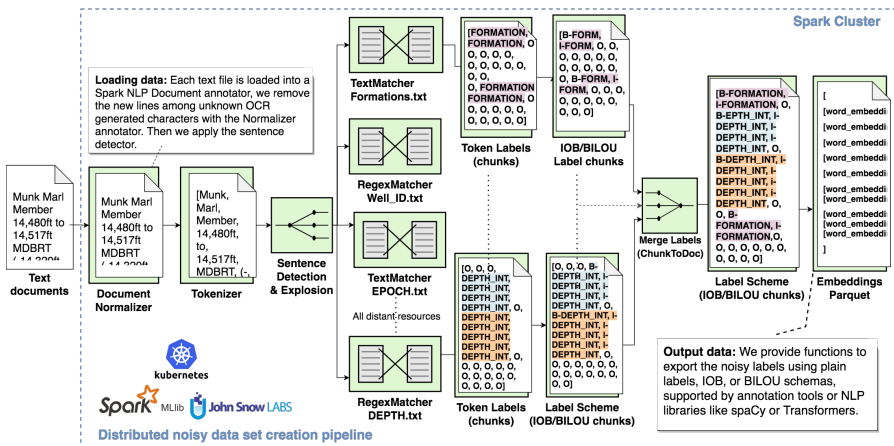 Spark Cluster
Loading data: Each text file is loaded into a
Spark NLP Document annotator, we remove
the new lines among unknown OCR
generated characters with the Normalizer
annotator. Then we apply the sentence
detector.
Munk Marl
Member
14,480ft to
14,517ft
MDBRT
Text
documents
Munk Marl
Member
14,480ft to
14,517ft
MDBRT
Document
Normalizer
[Munk,
Marl,
Member,
14,480ft,
to,
14,517ft,
MDBRT, (-,
Tokenizer
Sentence
Detection
& Explosion
TextMatcher
Formations.txt
RegexMatcher
Well_ID.txt
TextMatcher
EPOCH.txt
All distant resources
RegexMatcher
DEPTH.txt
[FORMATION,
FORMATION, O
O, O, O, O,
O, O, O, O, O,
O, O,
O, FORMATION
FORMATION, O
O, O, O, O, O,
O, O, O, O, O,
O, O, O, O]
Token Labels
(chunks)
[B-FORM,
I-FORM, O, O,
O, O, O, O, O,
O, O, O, O, O,
O, B-FORM, I-
FORM, O, O, O,
O, O, O, O, O,
O, O, O, O, O,
O, O, O]
IOB/BILOU
Label chunks
[O, O, O,
DEPTH_INT,
DEPTH_INT,
DEPTH_INT,
DEPTH_INT, O,
DEPTH_INT,
DEPTH_INT,
DEPTH_INT,
DEPTH_INT,
DEPTH_INT, O
O, O, O, O, O,
O, O, O, O, O,
O, O, O, O]
Token Labels
(chunks)
[O, O, O, B-
DEPTH_INT, I-
DEPTH_INT, i-
DEPTH_INT, I-
DEPTH_INT, O,
B-DEPTH_INT, I-
DEPTH_INT, I-
DEPTH_INT, I-
DEPTH_INT, I-
DEPTH_INT, O,
O, O, O, O, O, O,
O, O, O, O, O, O,
O, O]
Label Scheme
(IOB/BILOU chunks)
Merge Labels
(ChunkToDoc)
[B-FORMATION,
I-FORMATION, O,
B-EPTH_INT, I-
DEPTH_INT, I-
DEPTH_INT, I-
DEPTH_INT, O,
B-DEPTH_INT, I-
DEPTH_INT, i-
DEPTH_INT, i-
DEPTH_INT, I-
DEPTH_INT, O, O,
O, B-
FORMATION, I-
FORMATION,O,
O, O, O, O, O, O,
O, O, O, O]
Label Scheme
(IOB/BILOU chunks)
[
[word_embeddi
[word_embeddi
[word_embeddi
[word_embeddi
[word_embeddi
[word_embeddi
[word_embeddi
[word_embeddi
[word_embeddi
]
Embeddings
Parquet
Output data: We provide functions to
export the noisy labels using plain
labels, IOB, or BILOU schemas,
supported by annotation tools or NLP
libraries like spaCy or Transformers.
kubernetes
Spark MLlib
John Snow LABS
Distributed noisy data set creation pipeline